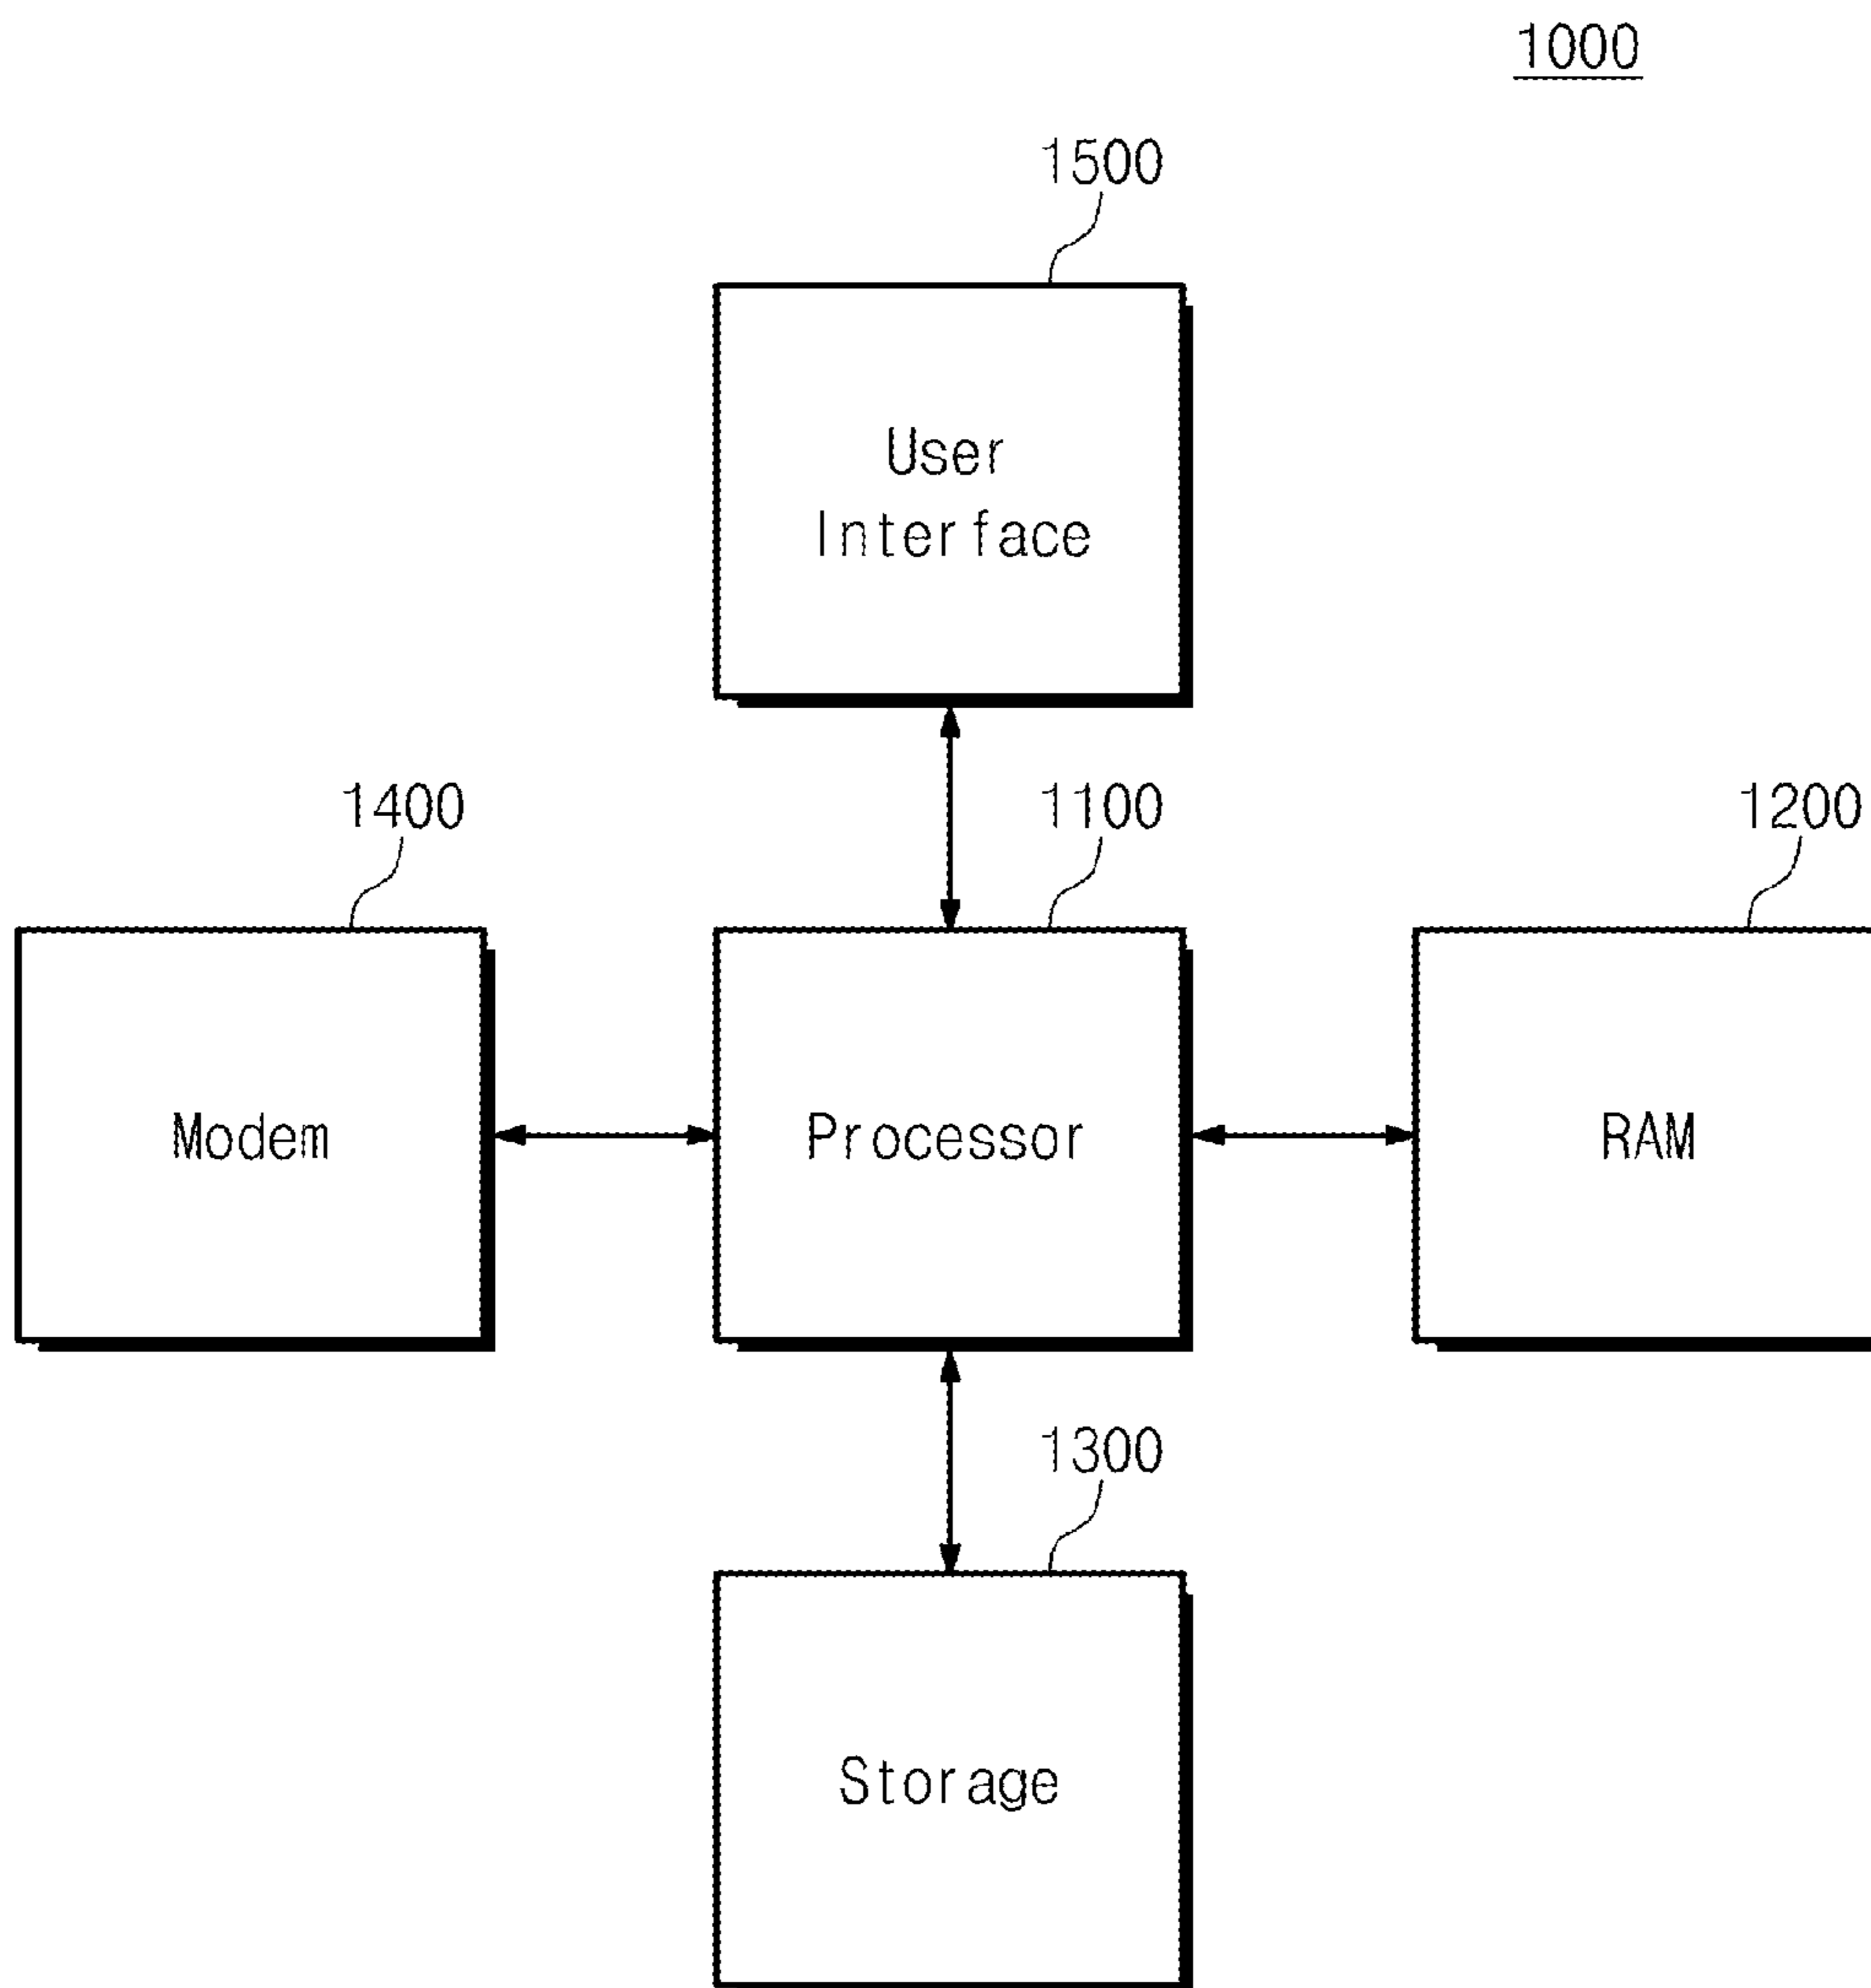 1000
1500
User
Interface
1400
1100
1200
Modem
Processor
RAM
1300
Storage